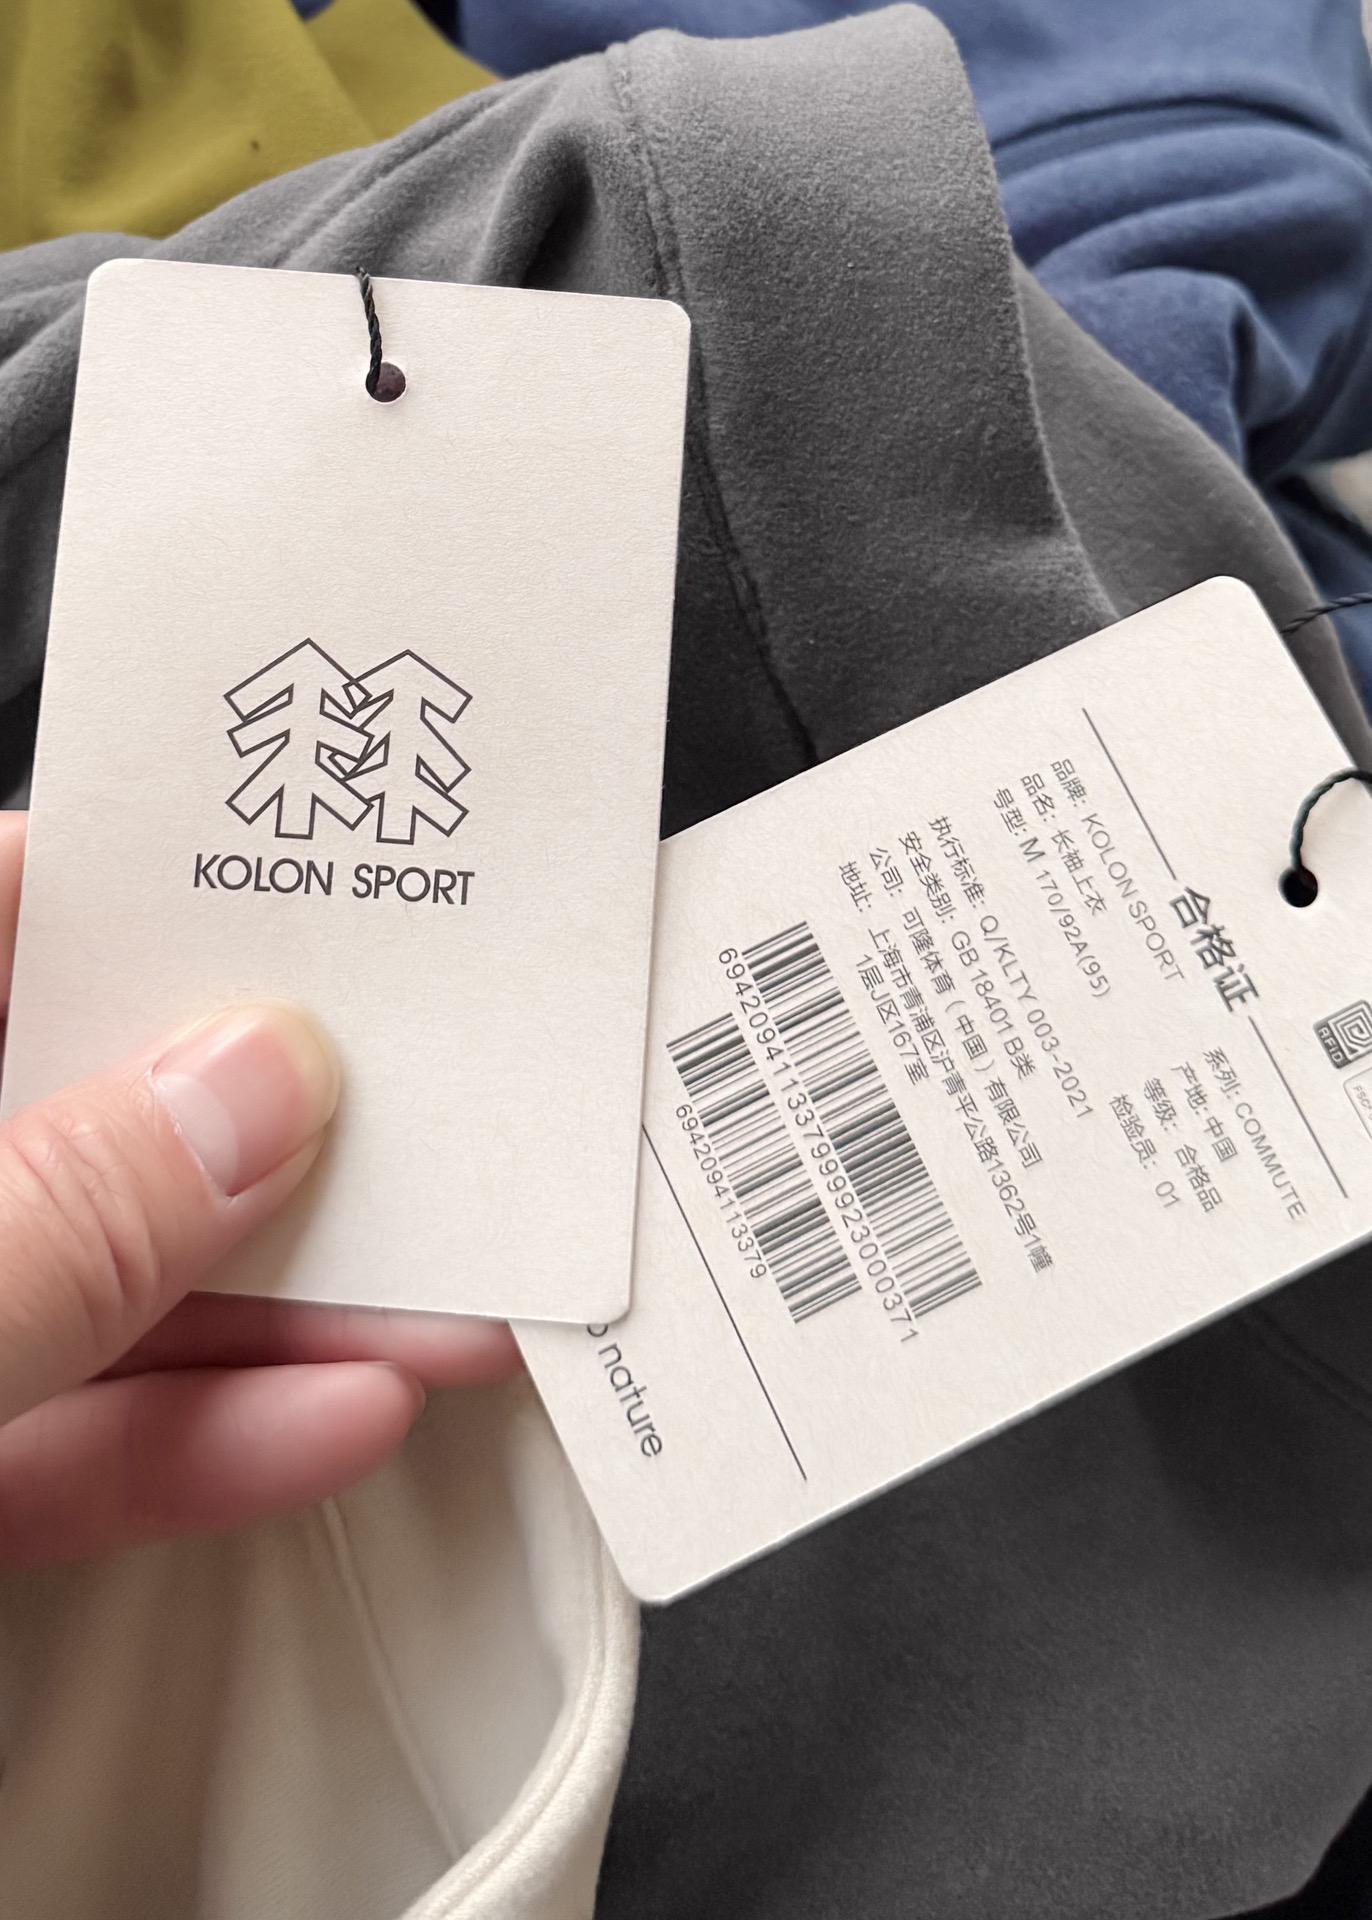 KOLON SPORT
合格证
品牌: KOLON SPORT
品名: 长袖上衣
号型: M 170/92A(95)
系列: COMMUTE
产地: 中国
等级: 合格品
检验员: 01
执行标准: Q/KLTY 003-2021
安全类别: GB 18401 B类
公司: 可隆体育（中国）有限公司
地址: 上海市青浦区沪青平公路1362号1幢
1层J区167室
6942094113379999230003​71
6942094113379
nature
RFID
FSC